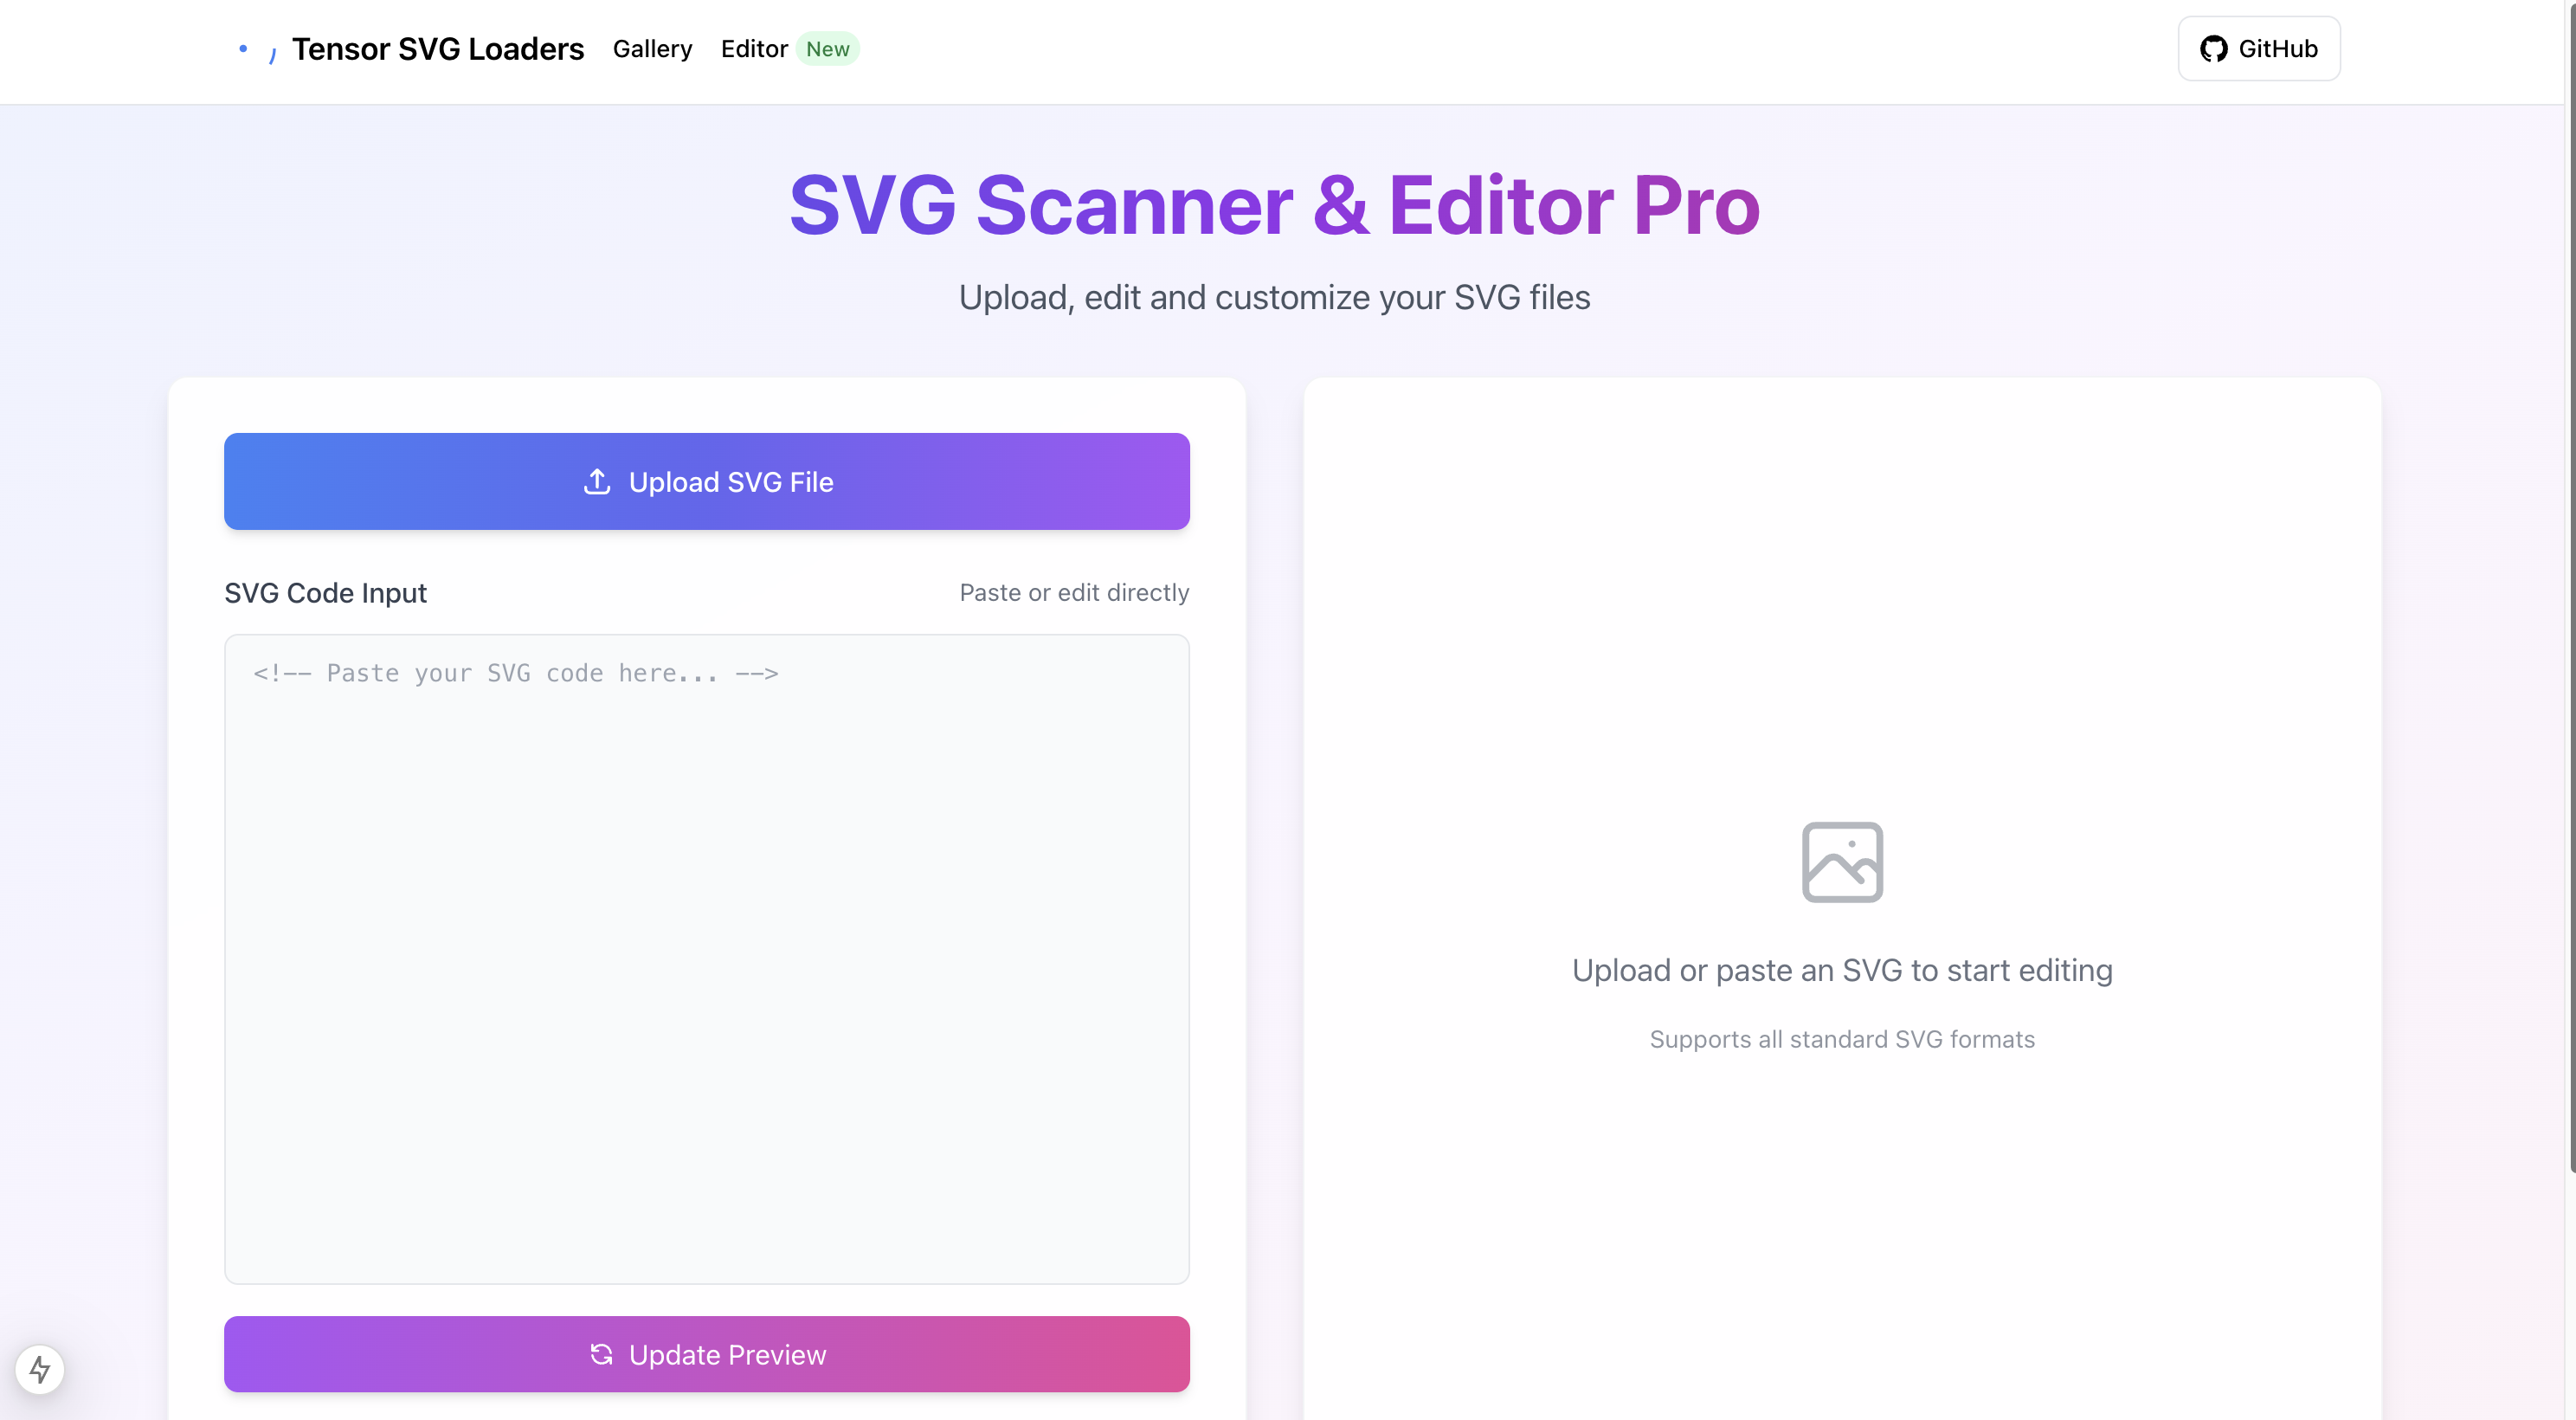 Tensor SVG Loaders Gallery Editor New GitHub
SVG Scanner & Editor Pro
Upload, edit and customize your SVG files
Upload SVG File
SVG Code Input Paste or edit directly
<!-- Paste your SVG code here... -->
Update Preview
Upload or paste an SVG to start editing
Supports all standard SVG formats